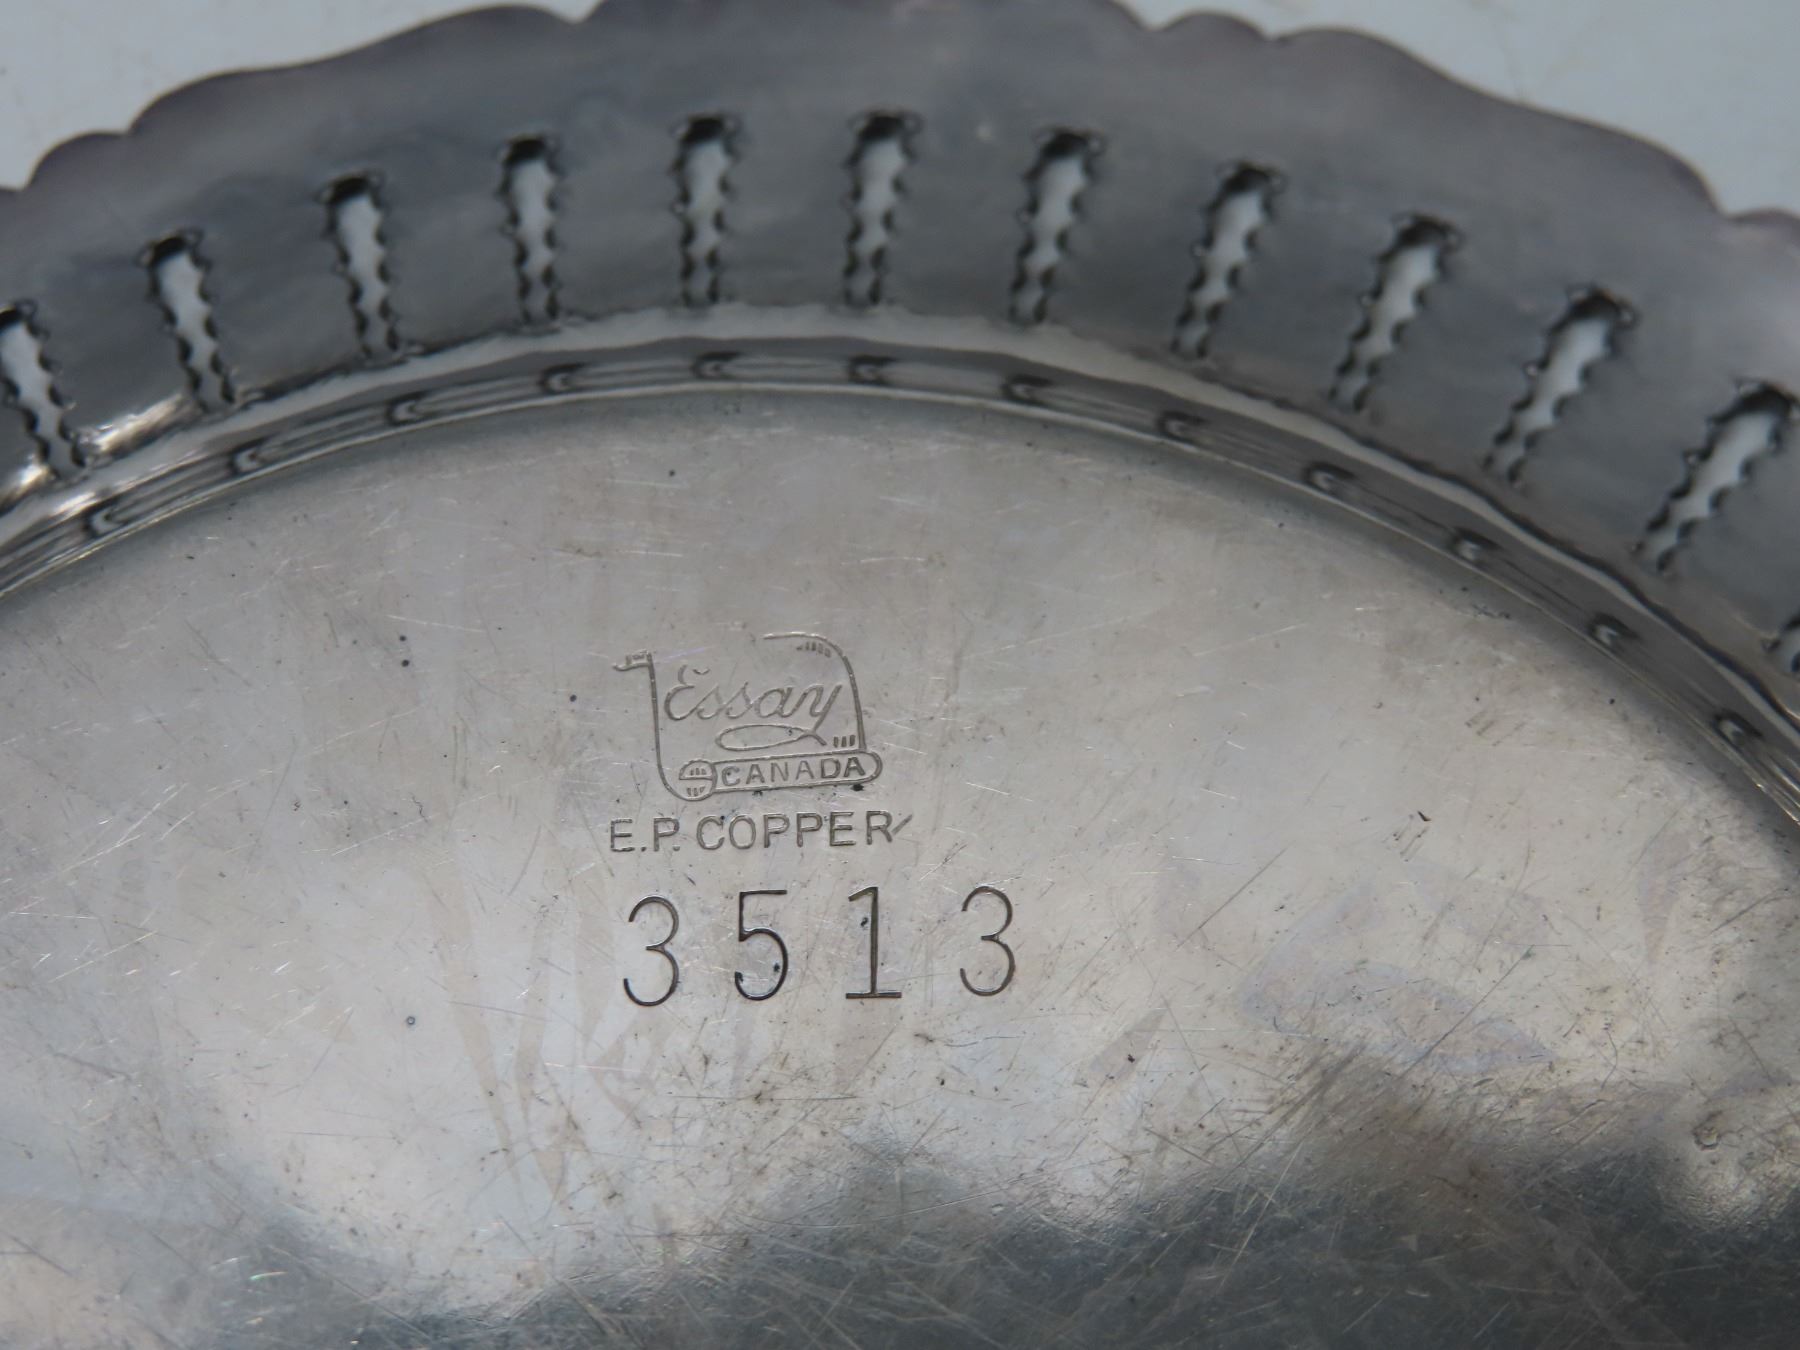 Essay
CANADA
E.P. COPPER
3513